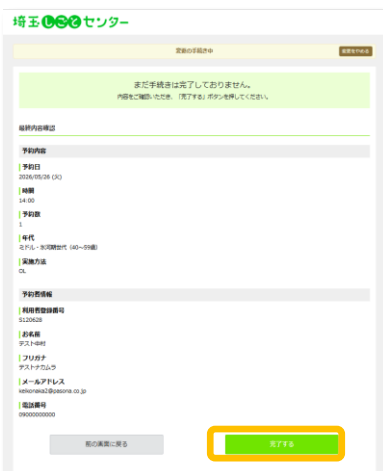 埼玉しごとセンター
変更の手続き中
変更をやめる
まだ手続きは完了しておりません。
内容をご確認いただき、「完了する」ボタンを押してください。
最終内容確認
予約内容
予約日
2026/05/26 (火)
時間
14:00
予約数
1
年代
ミドル・氷河期世代 (40～59歳)
実施方法
OL
予約者情報
利用者登録番号
S120628
お名前
テスト中村
フリガナ
テストナカムラ
メールアドレス
keikonaka2@pasona.co.jp
電話番号
09000000000
前の画面に戻る
完了する